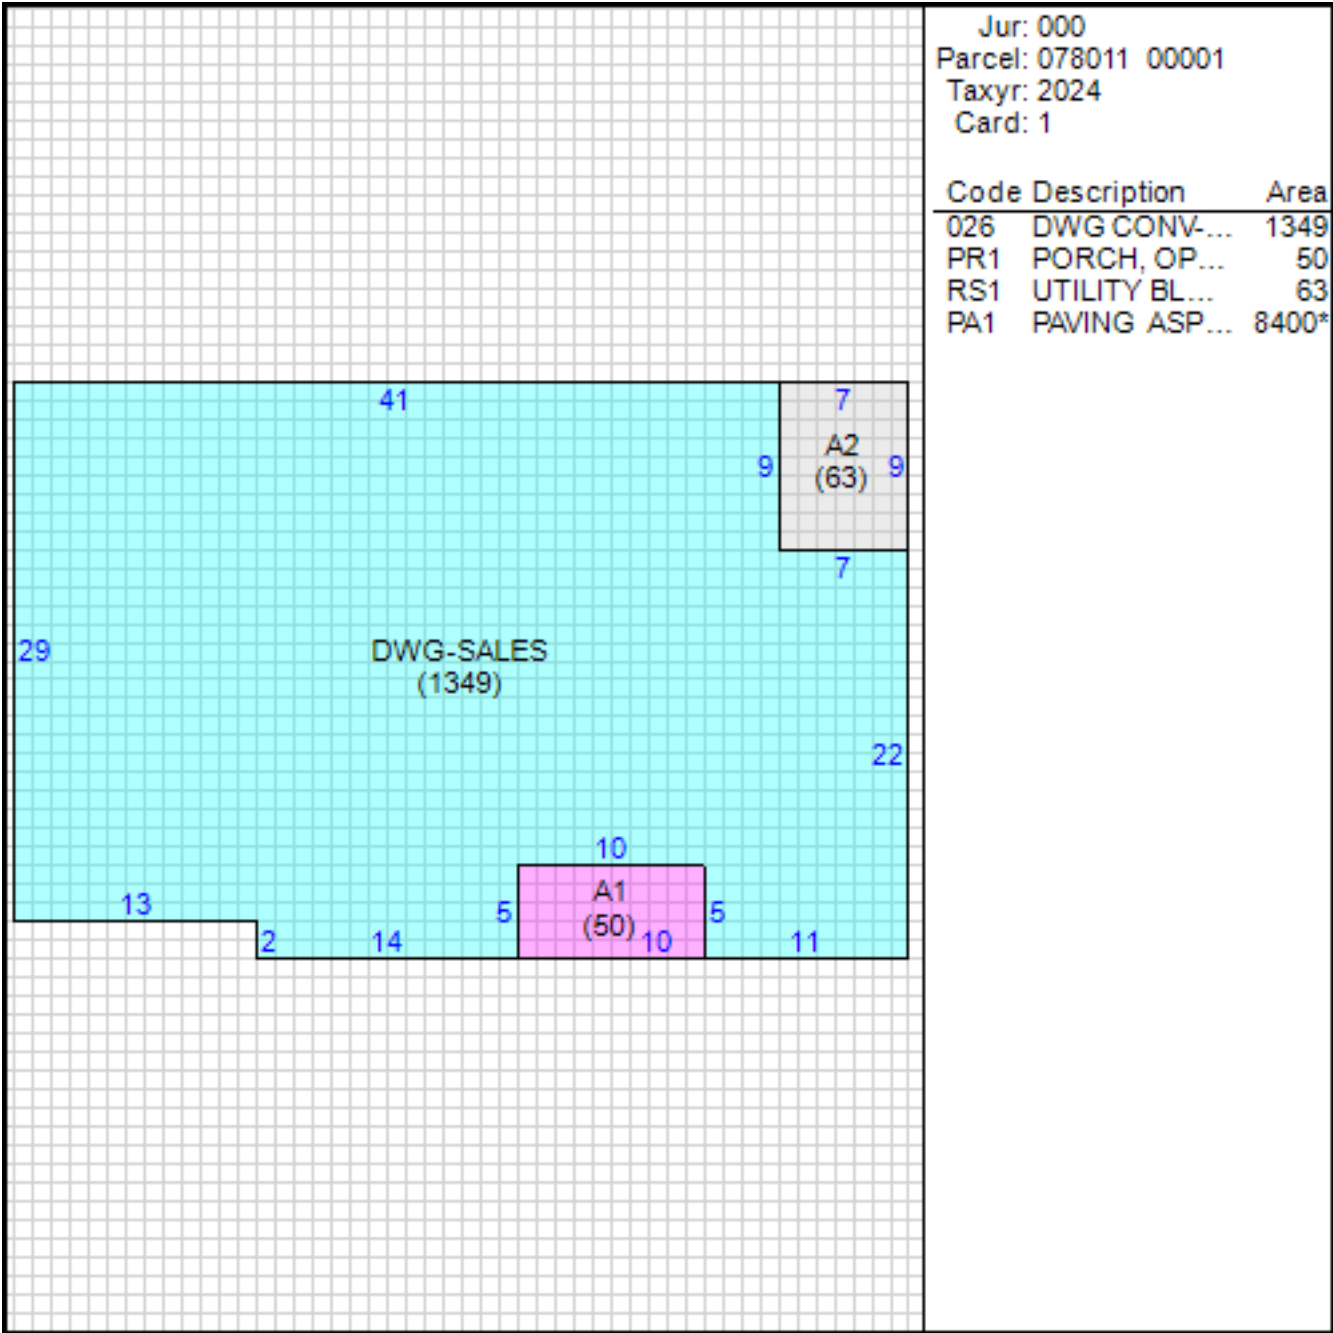 Jur: 000
Parcel: 078011 00001
Taxyr: 2024
Card: 1
Code Description Area
026 DWG CONV-... 1349
PR1 PORCH, OP... 50
RS1 UTILITY BL... 63
PA1 PAVING ASP... 8400*
41
7
A2
9
(63)
9
7
29
DWG-SALES
(1349)
22
10
A1
13
5
(50)
5
2
14
10
11